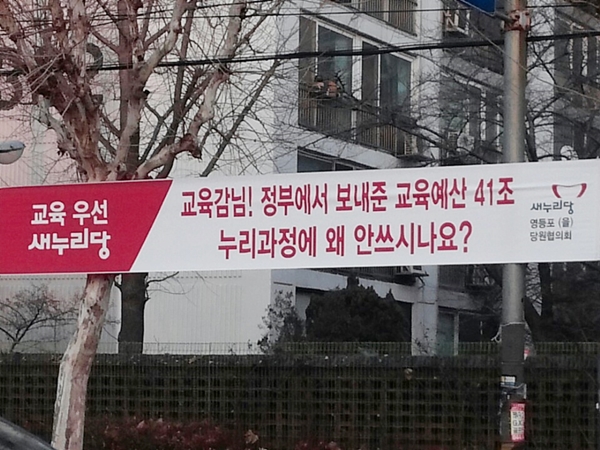 교육 우선
새누리당
교육감님! 정부에서 보내준 교육예산 41조
누리과정에 왜 안쓰시나요?
새누리당
영등포 (을)
당원협의회